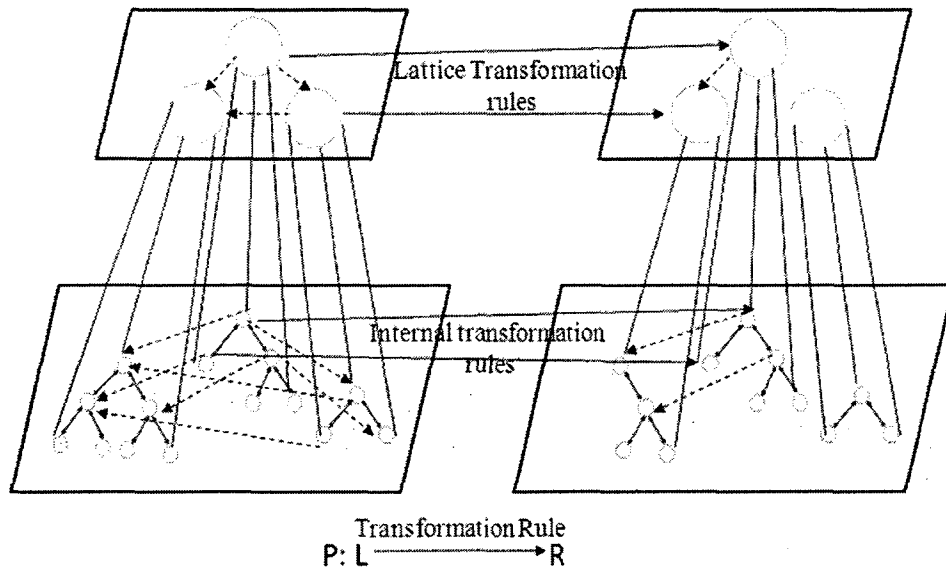 Lattice Transformation
rules
Internal transformation
rules
Transformation Rule
P: L R